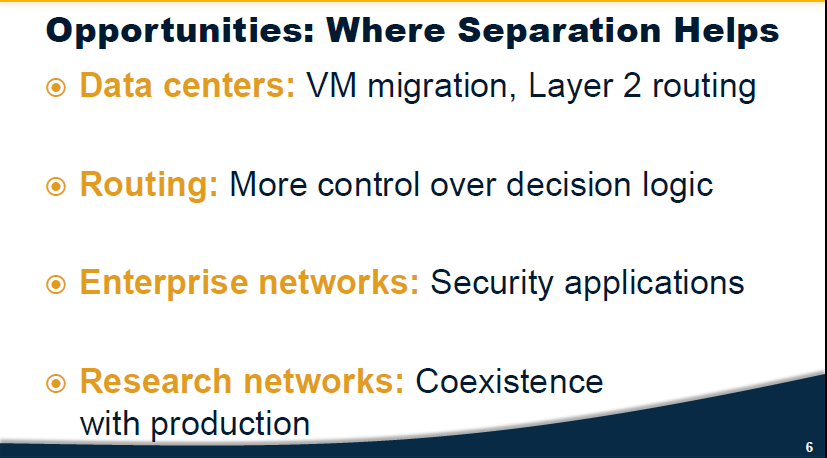 Opportunities: Where Separation Helps
Data centers: VM migration, Layer 2 routing
Routing: More control over decision logic
Enterprise networks: Security applications
Research networks: Coexistence
with production
6